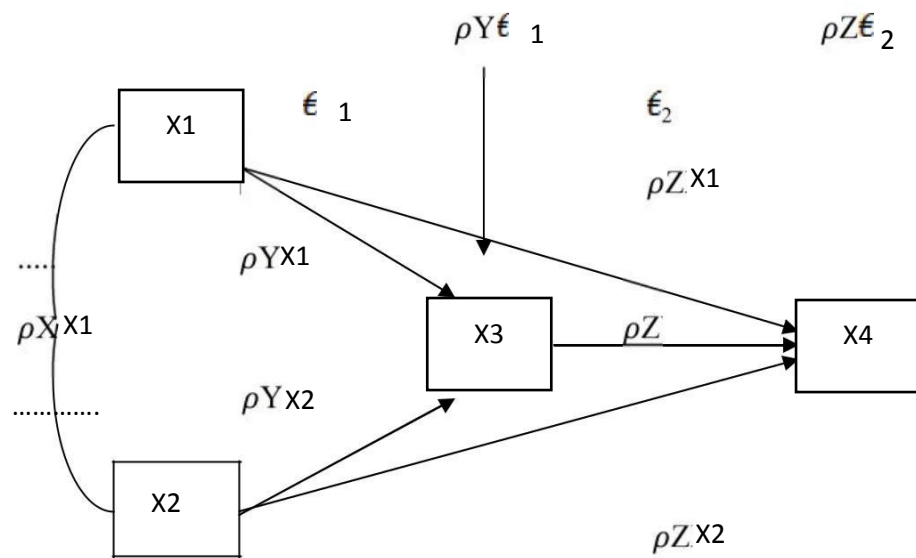 ρY€ 1
ρZ€ 2
X1
€ 1
€2
ρZ X1
.....
ρY X1
ρX X1
X3
ρZ
X4
.............
ρY X2
X2
ρZ X2